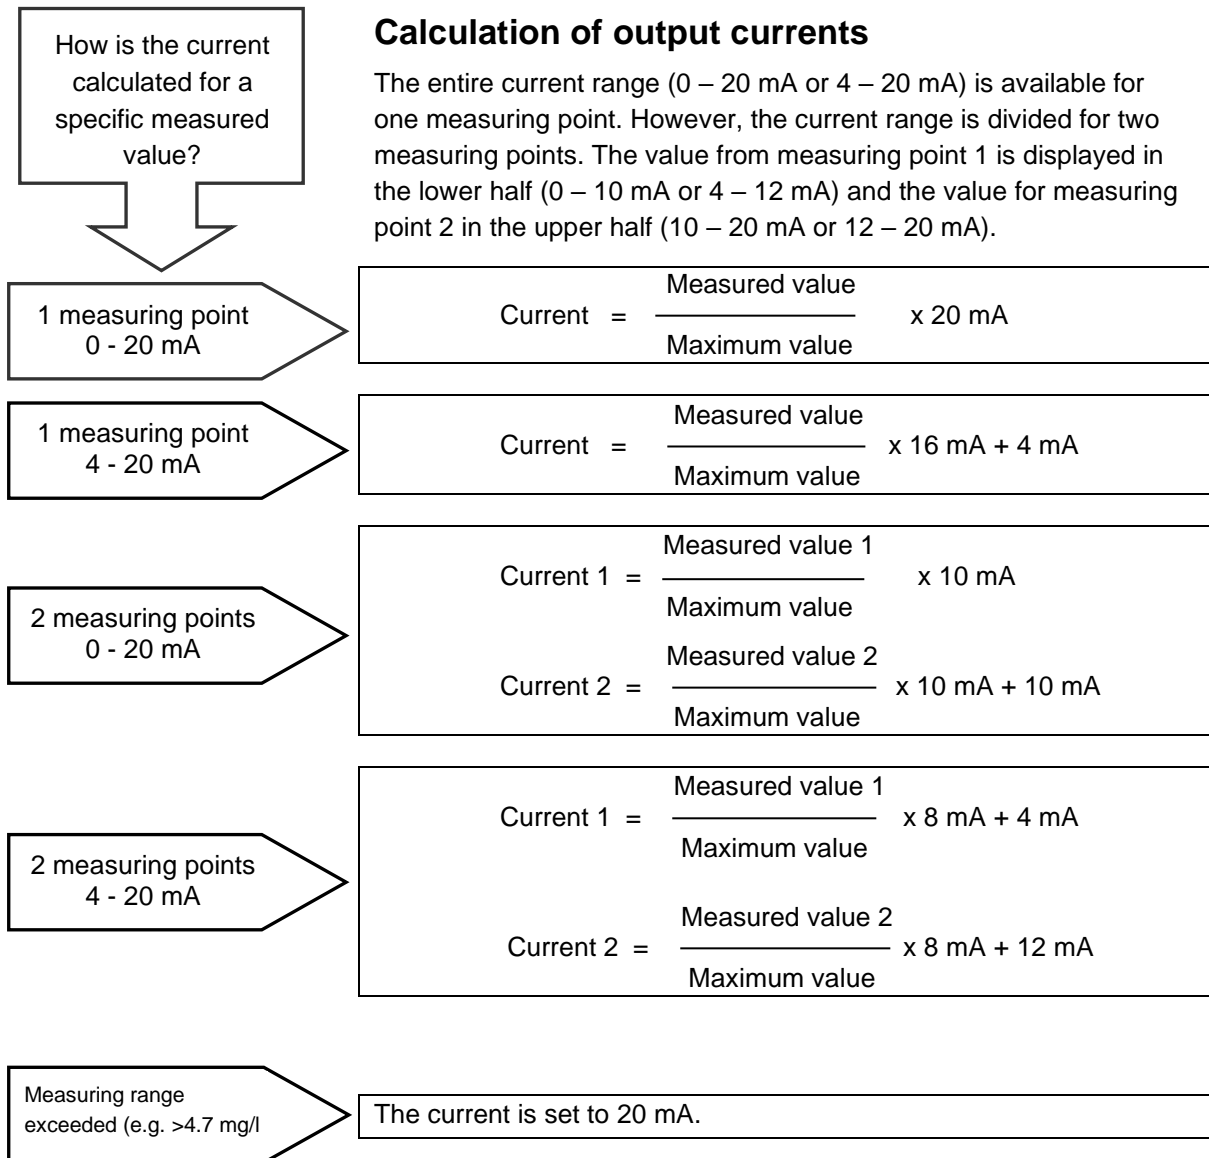 How is the current
calculated for a
specific measured
value?
Calculation of output currents
The entire current range (0 – 20 mA or 4 – 20 mA) is available for
one measuring point. However, the current range is divided for two
measuring points. The value from measuring point 1 is displayed in
the lower half (0 – 10 mA or 4 – 12 mA) and the value for measuring
point 2 in the upper half (10 – 20 mA or 12 – 20 mA).
1 measuring point
0 - 20 mA
Measured value
Current = x 20 mA
Maximum value
1 measuring point
4 - 20 mA
Measured value
Current = x 16 mA + 4 mA
Maximum value
2 measuring points
0 - 20 mA
Measured value 1
Current 1 = x 10 mA
Maximum value
Measured value 2
Current 2 = x 10 mA + 10 mA
Maximum value
2 measuring points
4 - 20 mA
Measured value 1
Current 1 = x 8 mA + 4 mA
Maximum value
Measured value 2
Current 2 = x 8 mA + 12 mA
Maximum value
Measuring range
exceeded (e.g. >4.7 mg/l
The current is set to 20 mA.